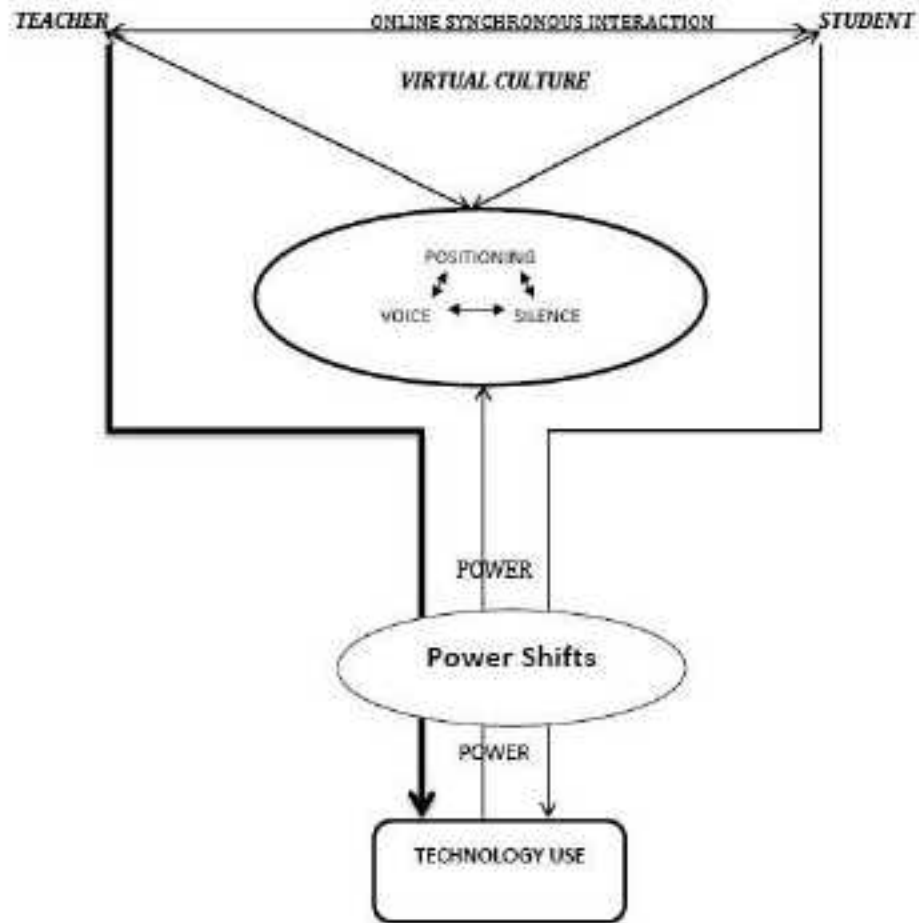 TEACHER ONLINE SYNCHRONOUS INTERACTION STUDENT
VIRTUAL CULTURE
POSITIONING
VOICE SILENCE
POWER
Power Shifts
POWER
TECHNOLOGY USE